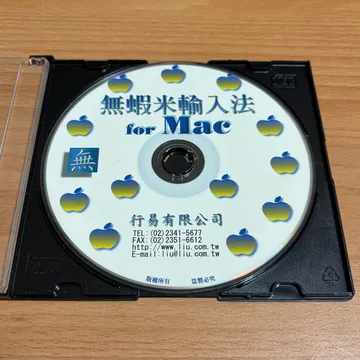 無蝦米輸入法
for Mac
無
行易有限公司
TEL:(02)2341-5677
FAX:(02)2351-6612
http://www.liu.com.tw
E-mail:liu@liu.com.tw
版權所有 盜製必究